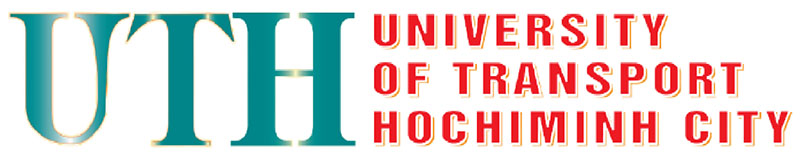 UTH
UNIVERSITY
OF TRANSPORT
HOCHIMINH CITY